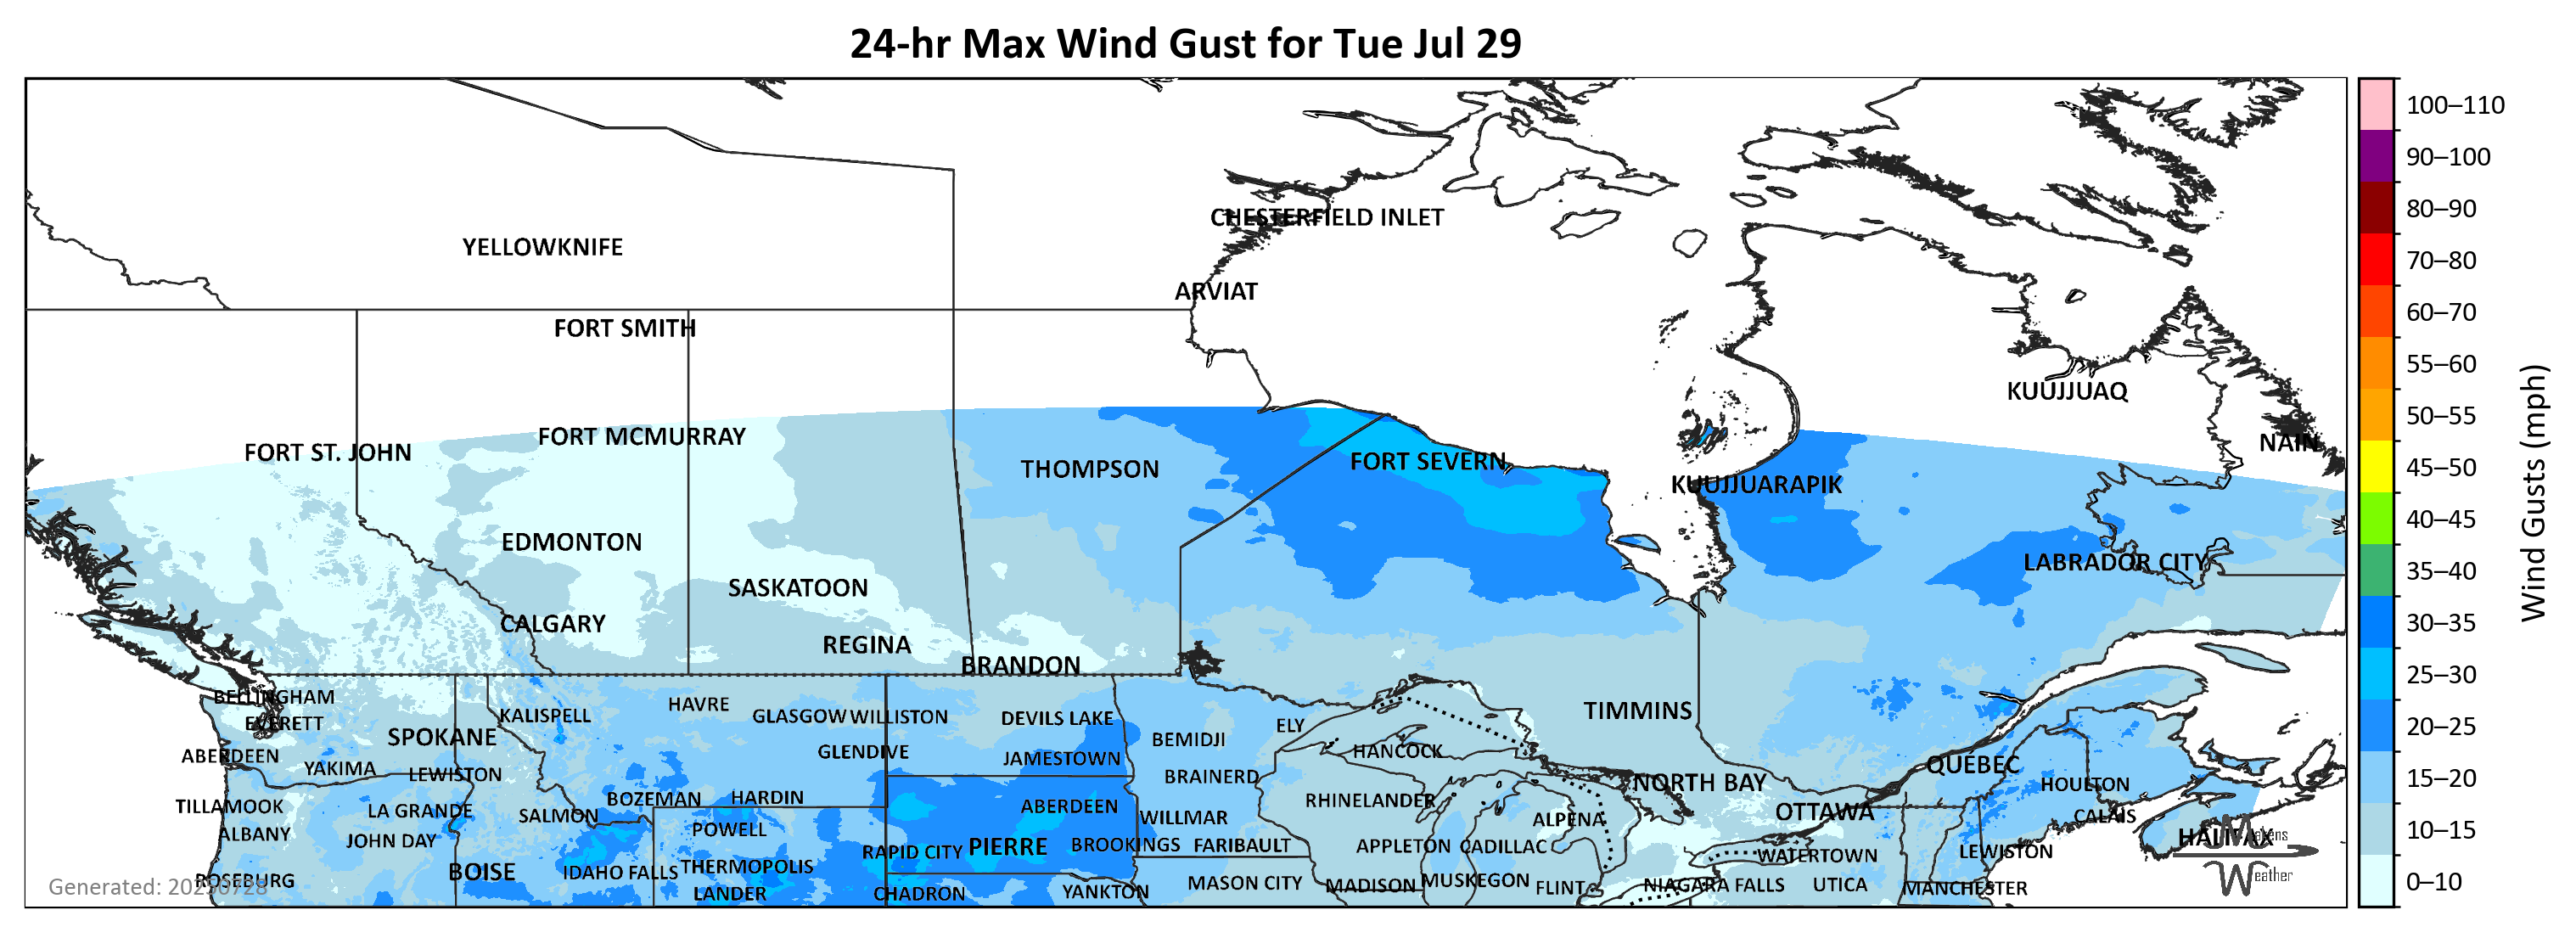 24-hr Max Wind Gust for Tue Jul 29
CHESTERFIELD INLET
YELLOWKNIFE
ARVIAT
FORT SMITH
KUUJJUAQ
FORT MCMURRAY
NAIN
FORT ST. JOHN
FORT SEVERN
THOMPSON
KUUJJUARAPIK
EDMONTON
LABRADOR CITY
SASKATOON
CALGARY
REGINA
BRANDON
BELLINGHAM
HAVRE
TIMMINS
KALISPELL
GLASGOW WILLISTON
DEVILS LAKE
EVERETT
ELY
SPOKANE
BEMIDJI
HANCOCK
GLENDIVE
ABERDEEN
JAMESTOWN
QUÉBEC
YAKIMA
LEWISTON
BRAINERD
NORTH BAY
HOULTON
BOZEMAN
HARDIN
RHINELANDER
TILLAMOOK
ABERDEEN
LA GRANDE
OTTAWA
SALMON
CALAIS
WILLMAR
ALPENA
POWELL
ALBANY
HALIFAX
JOHN DAY
PIERRE
BROOKINGS
FARIBAULT
APPLETON
CADILLAC
RAPID CITY
LEWISTON
WATERTOWN
THERMOPOLIS
BOISE
IDAHO FALLS
ROSEBURG
MUSKEGON
MASON CITY
MADISON
NIAGARA FALLS
UTICA
FLINT
MANCHESTER
YANKTON
LANDER
CHADRON
Generated: 20250728
Makens
Weather
100–110
90–100
80–90
70–80
60–70
55–60
50–55
45–50
40–45
35–40
30–35
25–30
20–25
15–20
10–15
0–10
Wind Gusts (mph)